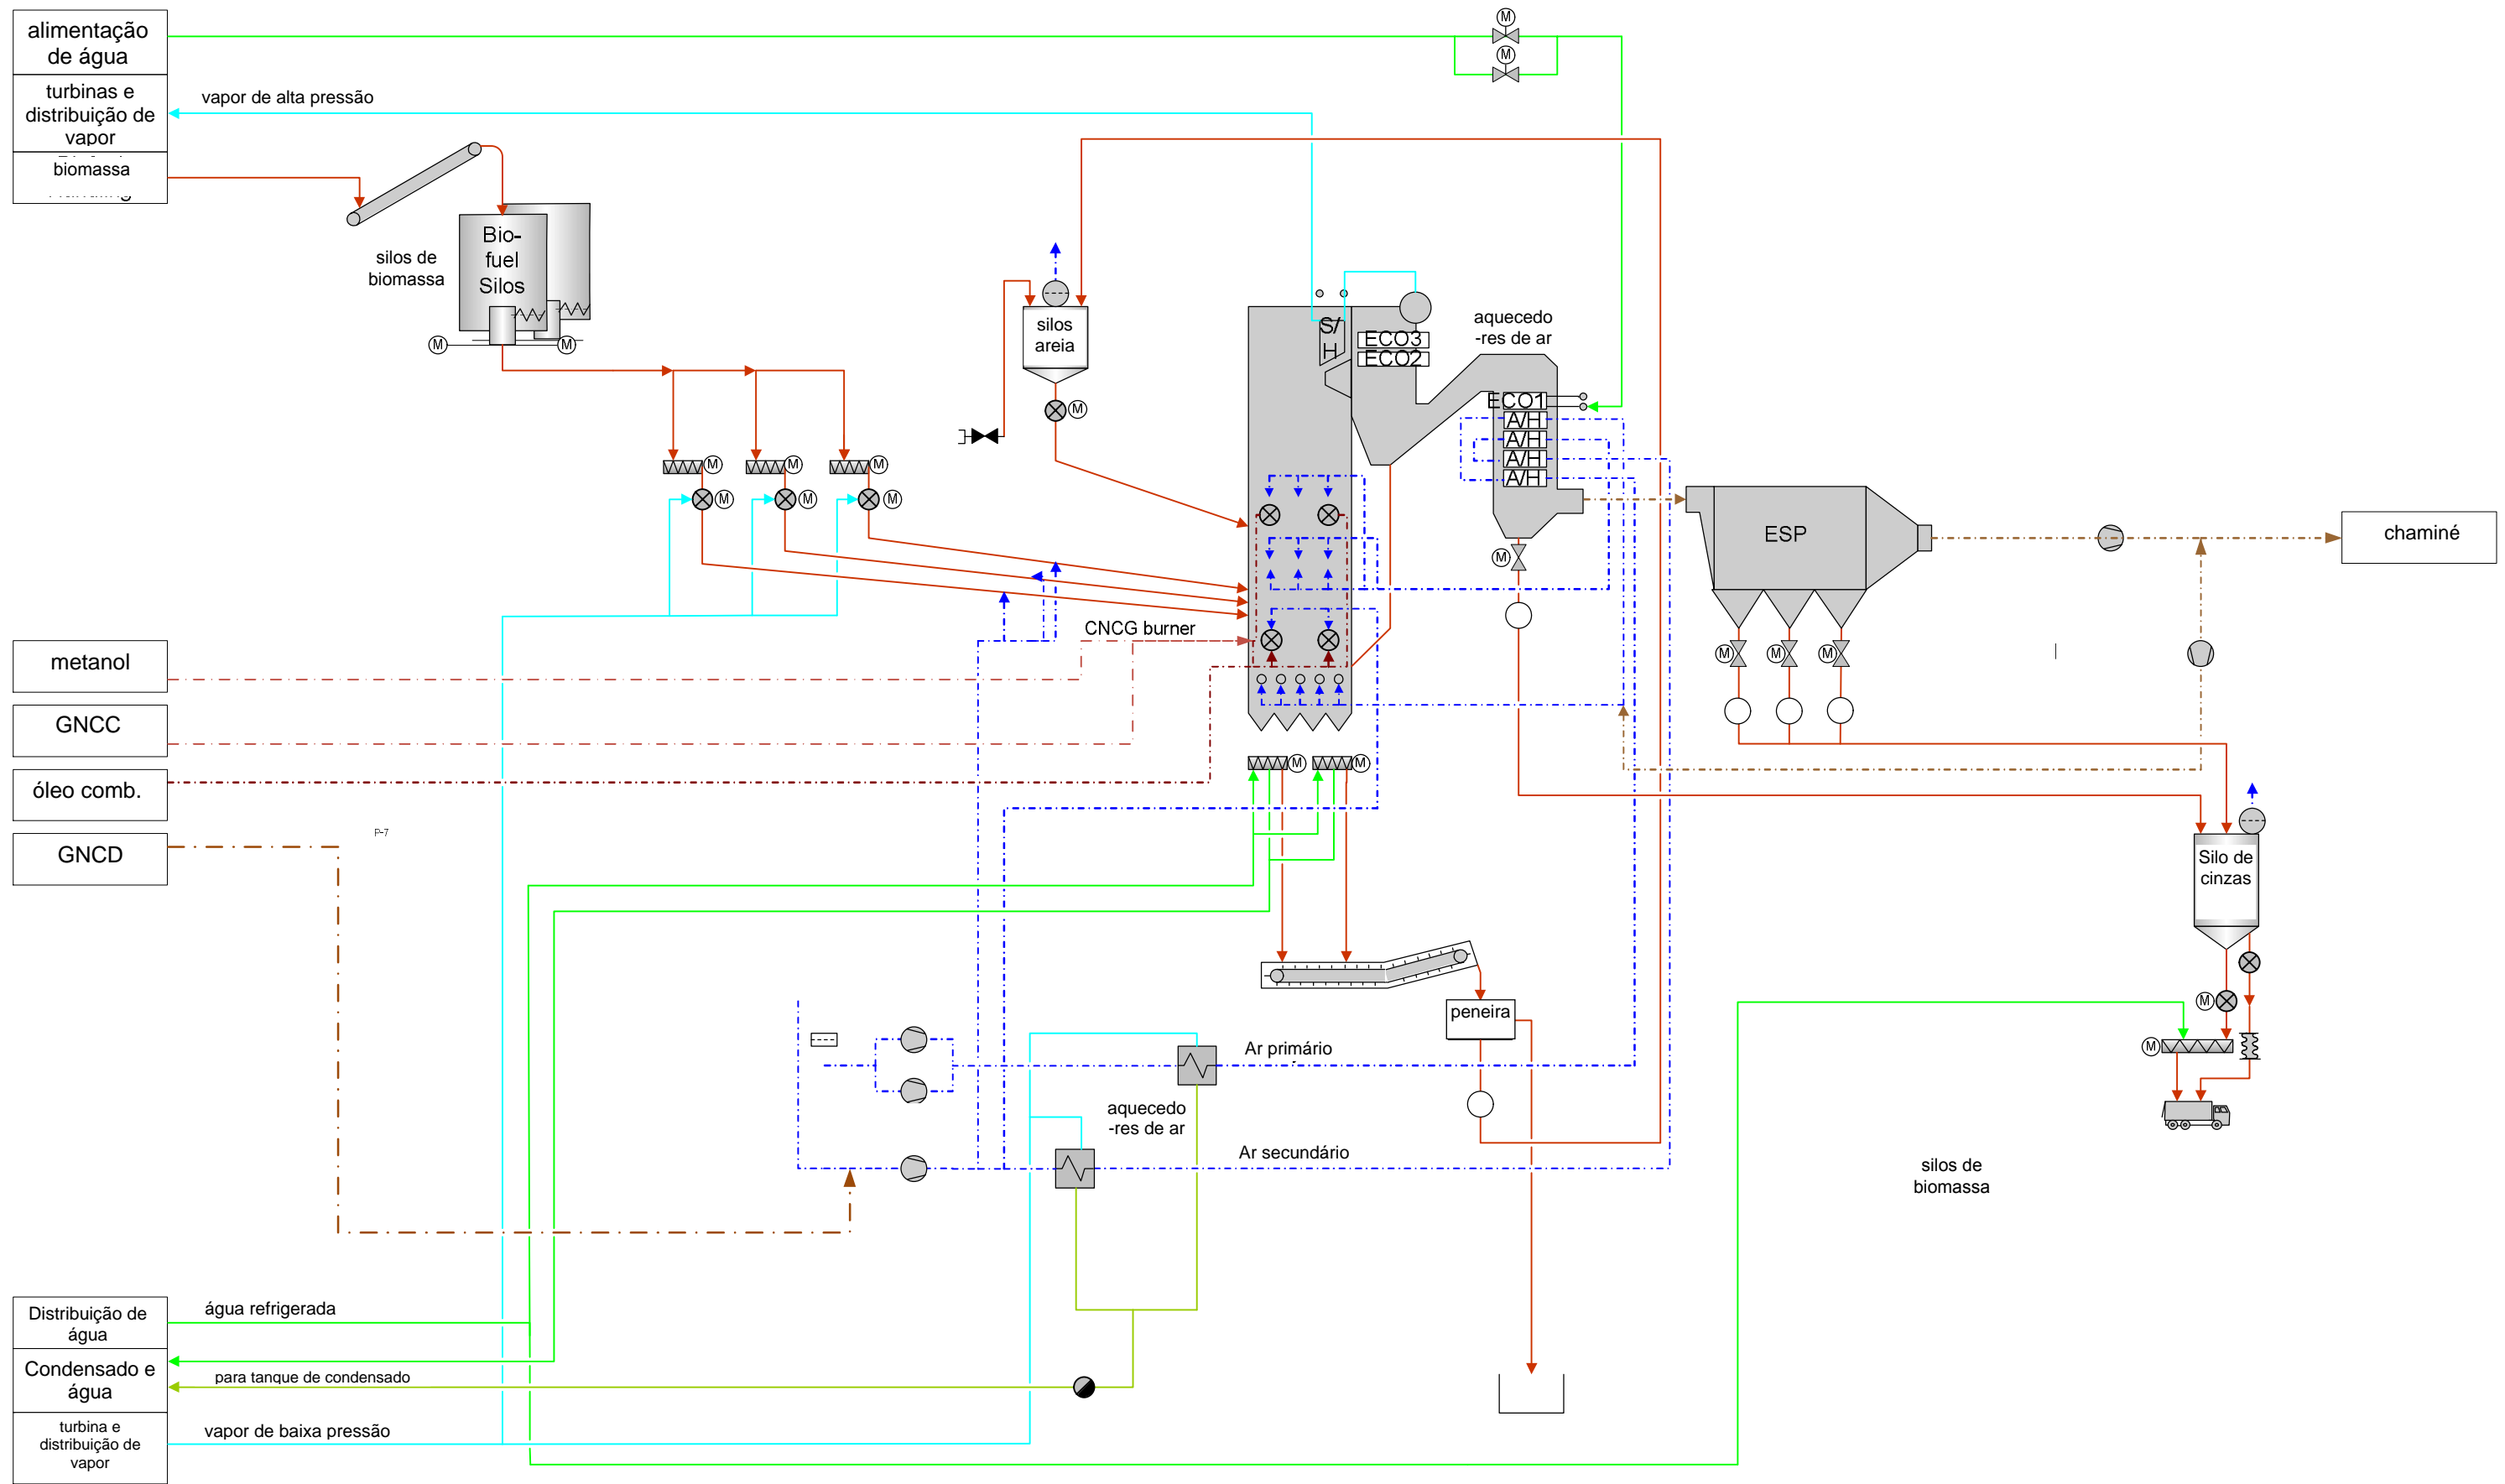 alimentação
de água
turbinas e
distribuição de
vapor
biomassa
vapor de alta pressão
silos de
biomassa
Bio-
fuel
Silos
M
M
M
M
silos
areia
M
S/
H
ECO3
ECO2
aquecedo
-res de ar
ECO1
A/H
A/H
A/H
A/H
M
M
M
M
M
M
M
ESP
chaminé
M
M
M
CNCG burner
metanol
GNCC
óleo comb.
GNCD
P-7
M
M
Silo de
cinzas
M
M
peneira
Ar primário
aquecedo
-res de ar
Ar secundário
silos de
biomassa
Distribuição de
água
água refrigerada
Condensado e
água
para tanque de condensado
turbina e
distribuição de
vapor
vapor de baixa pressão